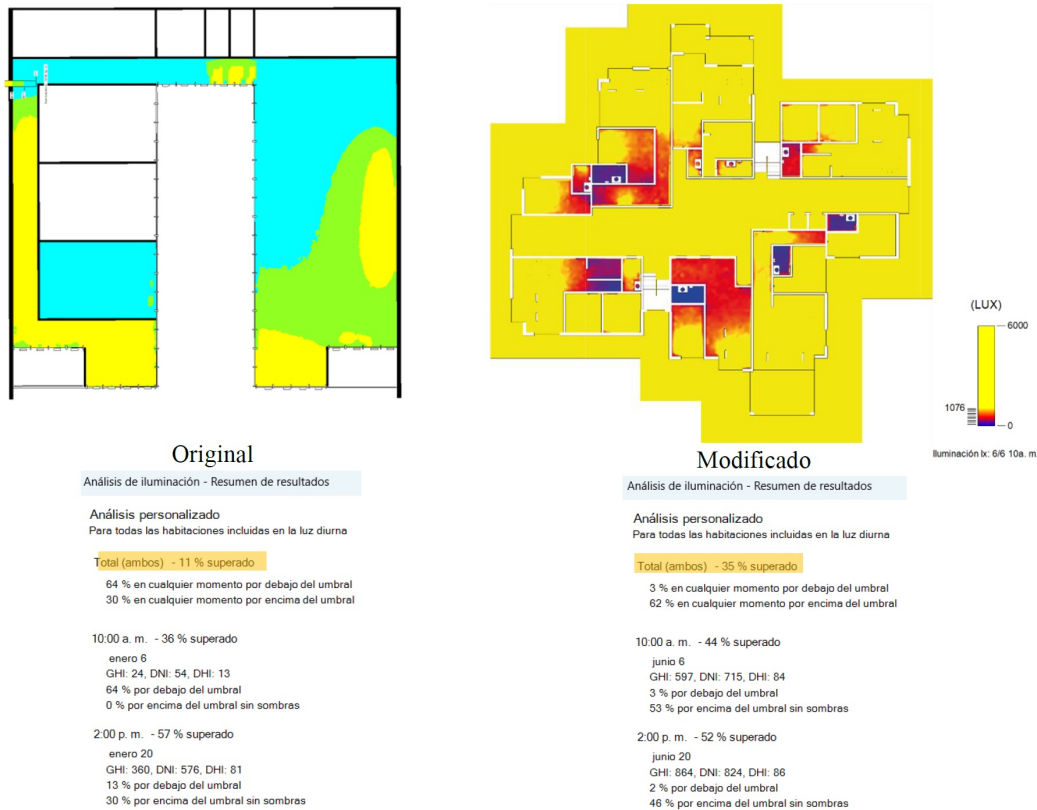 (LUX)
6000
1076
0
Iluminación lx: 6/6 10a. m
Original
Análisis de iluminación - Resumen de resultados
Análisis personalizado
Para todas las habitaciones incluidas en la luz diurna
Total (ambos) - 11 % superado
64 % en cualquier momento por debajo del umbral
30 % en cualquier momento por encima del umbral
10:00 a. m. - 36 % superado
enero 6
GHI: 24, DNI: 54, DHI: 13
64 % por debajo del umbral
0 % por encima del umbral sin sombras
2:00 p. m. - 57 % superado
enero 20
GHI: 360, DNI: 576, DHI: 81
13 % por debajo del umbral
30 % por encima del umbral sin sombras
Modificado
Análisis de iluminación - Resumen de resultados
Análisis personalizado
Para todas las habitaciones incluidas en la luz diurna
Total (ambos) - 35 % superado
3 % en cualquier momento por debajo del umbral
62 % en cualquier momento por encima del umbral
10:00 a. m. - 44 % superado
junio 6
GHI: 597, DNI: 715, DHI: 84
3 % por debajo del umbral
53 % por encima del umbral sin sombras
2:00 p. m. - 52 % superado
junio 20
GHI: 864, DNI: 824, DHI: 86
2 % por debajo del umbral
46 % por encima del umbral sin sombras